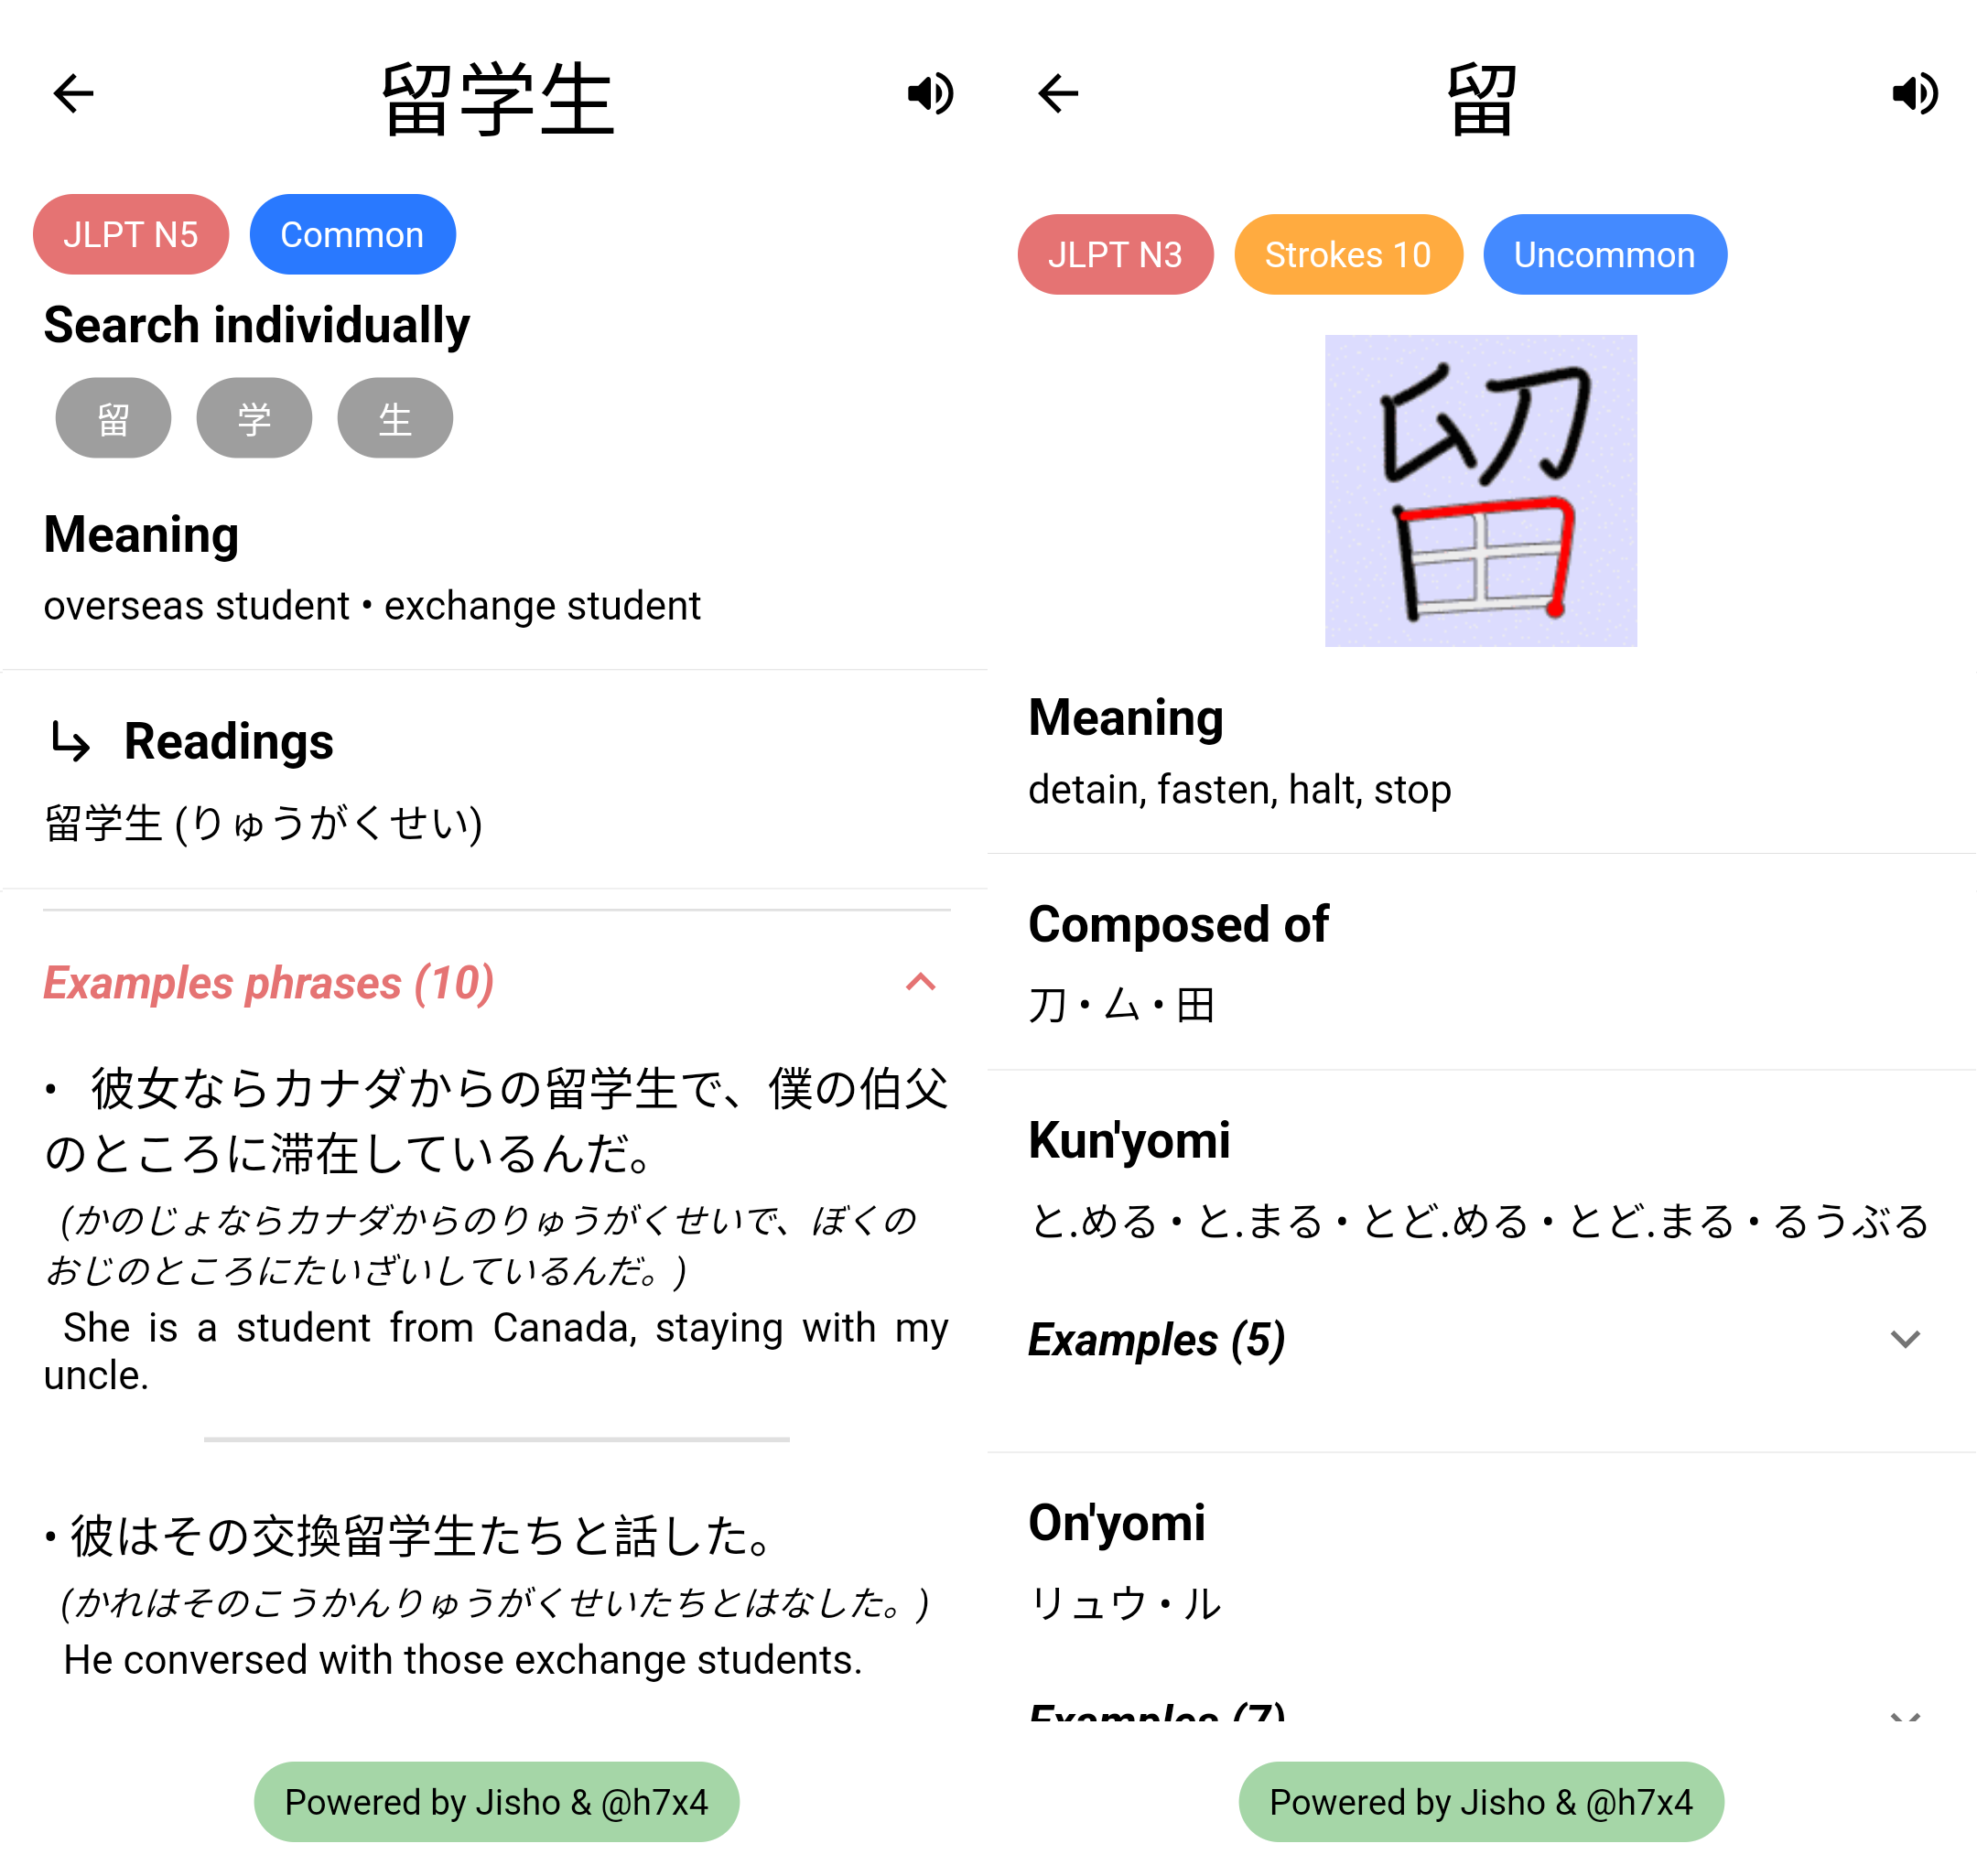 留学生
JLPT N5 Common
Search individually
留 学 生
Meaning
overseas student • exchange student
Readings
留学生 (りゅうがくせい)
Examples phrases (10)
• 彼女ならカナダからの留学生で、僕の伯父
のところに滞在しているんだ。
(かのじょならカナダからのりゅうがくせいで、ぼくの
おじのところにたいざいしているんだ。)
She is a student from Canada, staying with my
uncle.
• 彼はその交換留学生たちと話した。
(かれはそのこうかんりゅうがくせいたちとはなした。)
He conversed with those exchange students.
Powered by Jisho & @h7x4
留
JLPT N3 Strokes 10 Uncommon
留
Meaning
detain, fasten, halt, stop
Composed of
刀 • ム • 田
Kun'yomi
と.める • と.まる • とど.める • とど.まる • るうぶる
Examples (5)
On'yomi
リュウ • ル
Examples (7)
Powered by Jisho & @h7x4